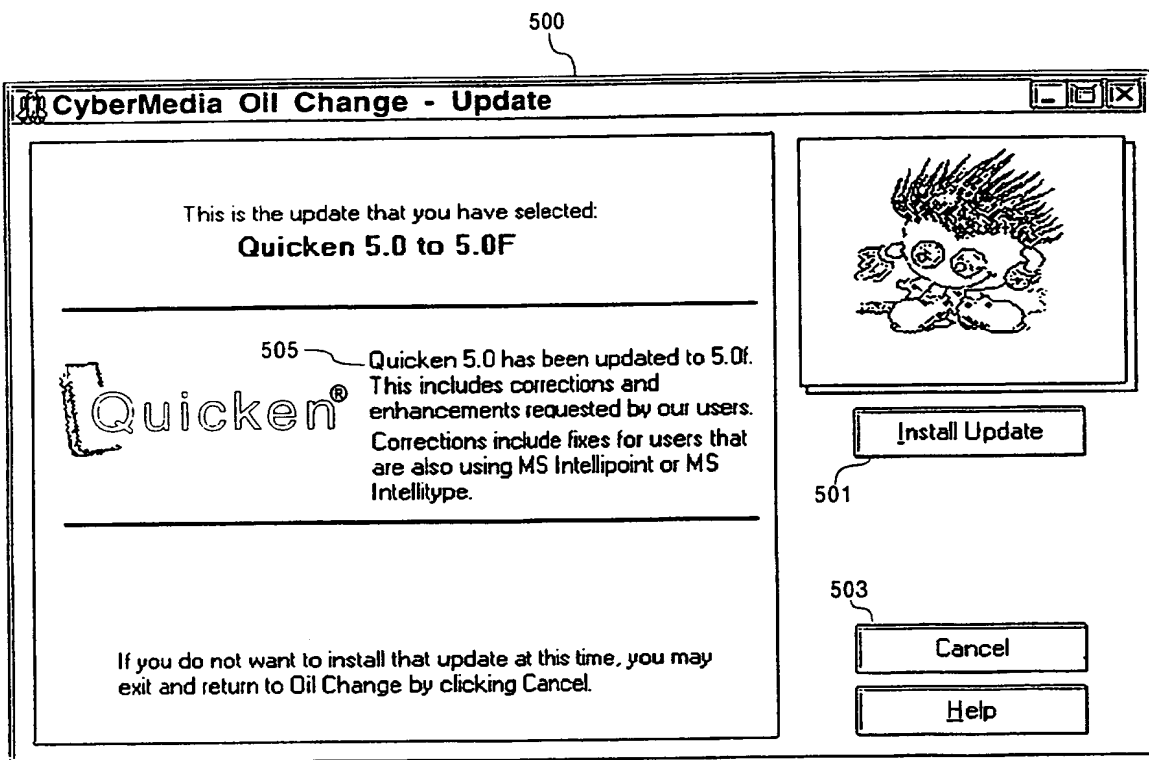 500
CyberMedia Oil Change - Update
This is the update that you have selected:
Quicken 5.0 to 5.0F
505
Quicken®
Quicken 5.0 has been updated to 5.0f.
This includes corrections and
enhancements requested by our users.
Corrections include fixes for users that
are also using MS Intellipoint or MS
Intellitype.
If you do not want to install that update at this time, you may
exit and return to Oil Change by clicking Cancel.
Install Update
501
503
Cancel
Help